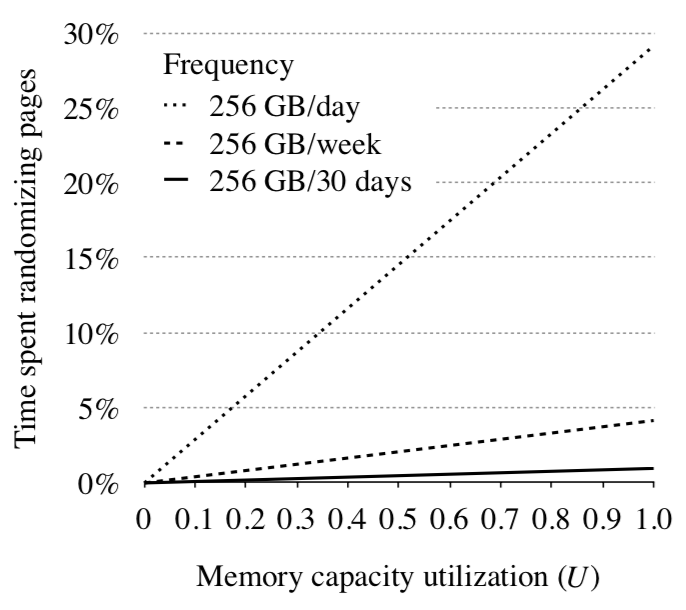 Time spent randomizing pages
30%
25%
20%
15%
10%
5%
0%
Frequency
256 GB/day
256 GB/week
256 GB/30 days
0 0.1 0.2 0.3 0.4 0.5 0.6 0.7 0.8 0.9 1.0
Memory capacity utilization (U)